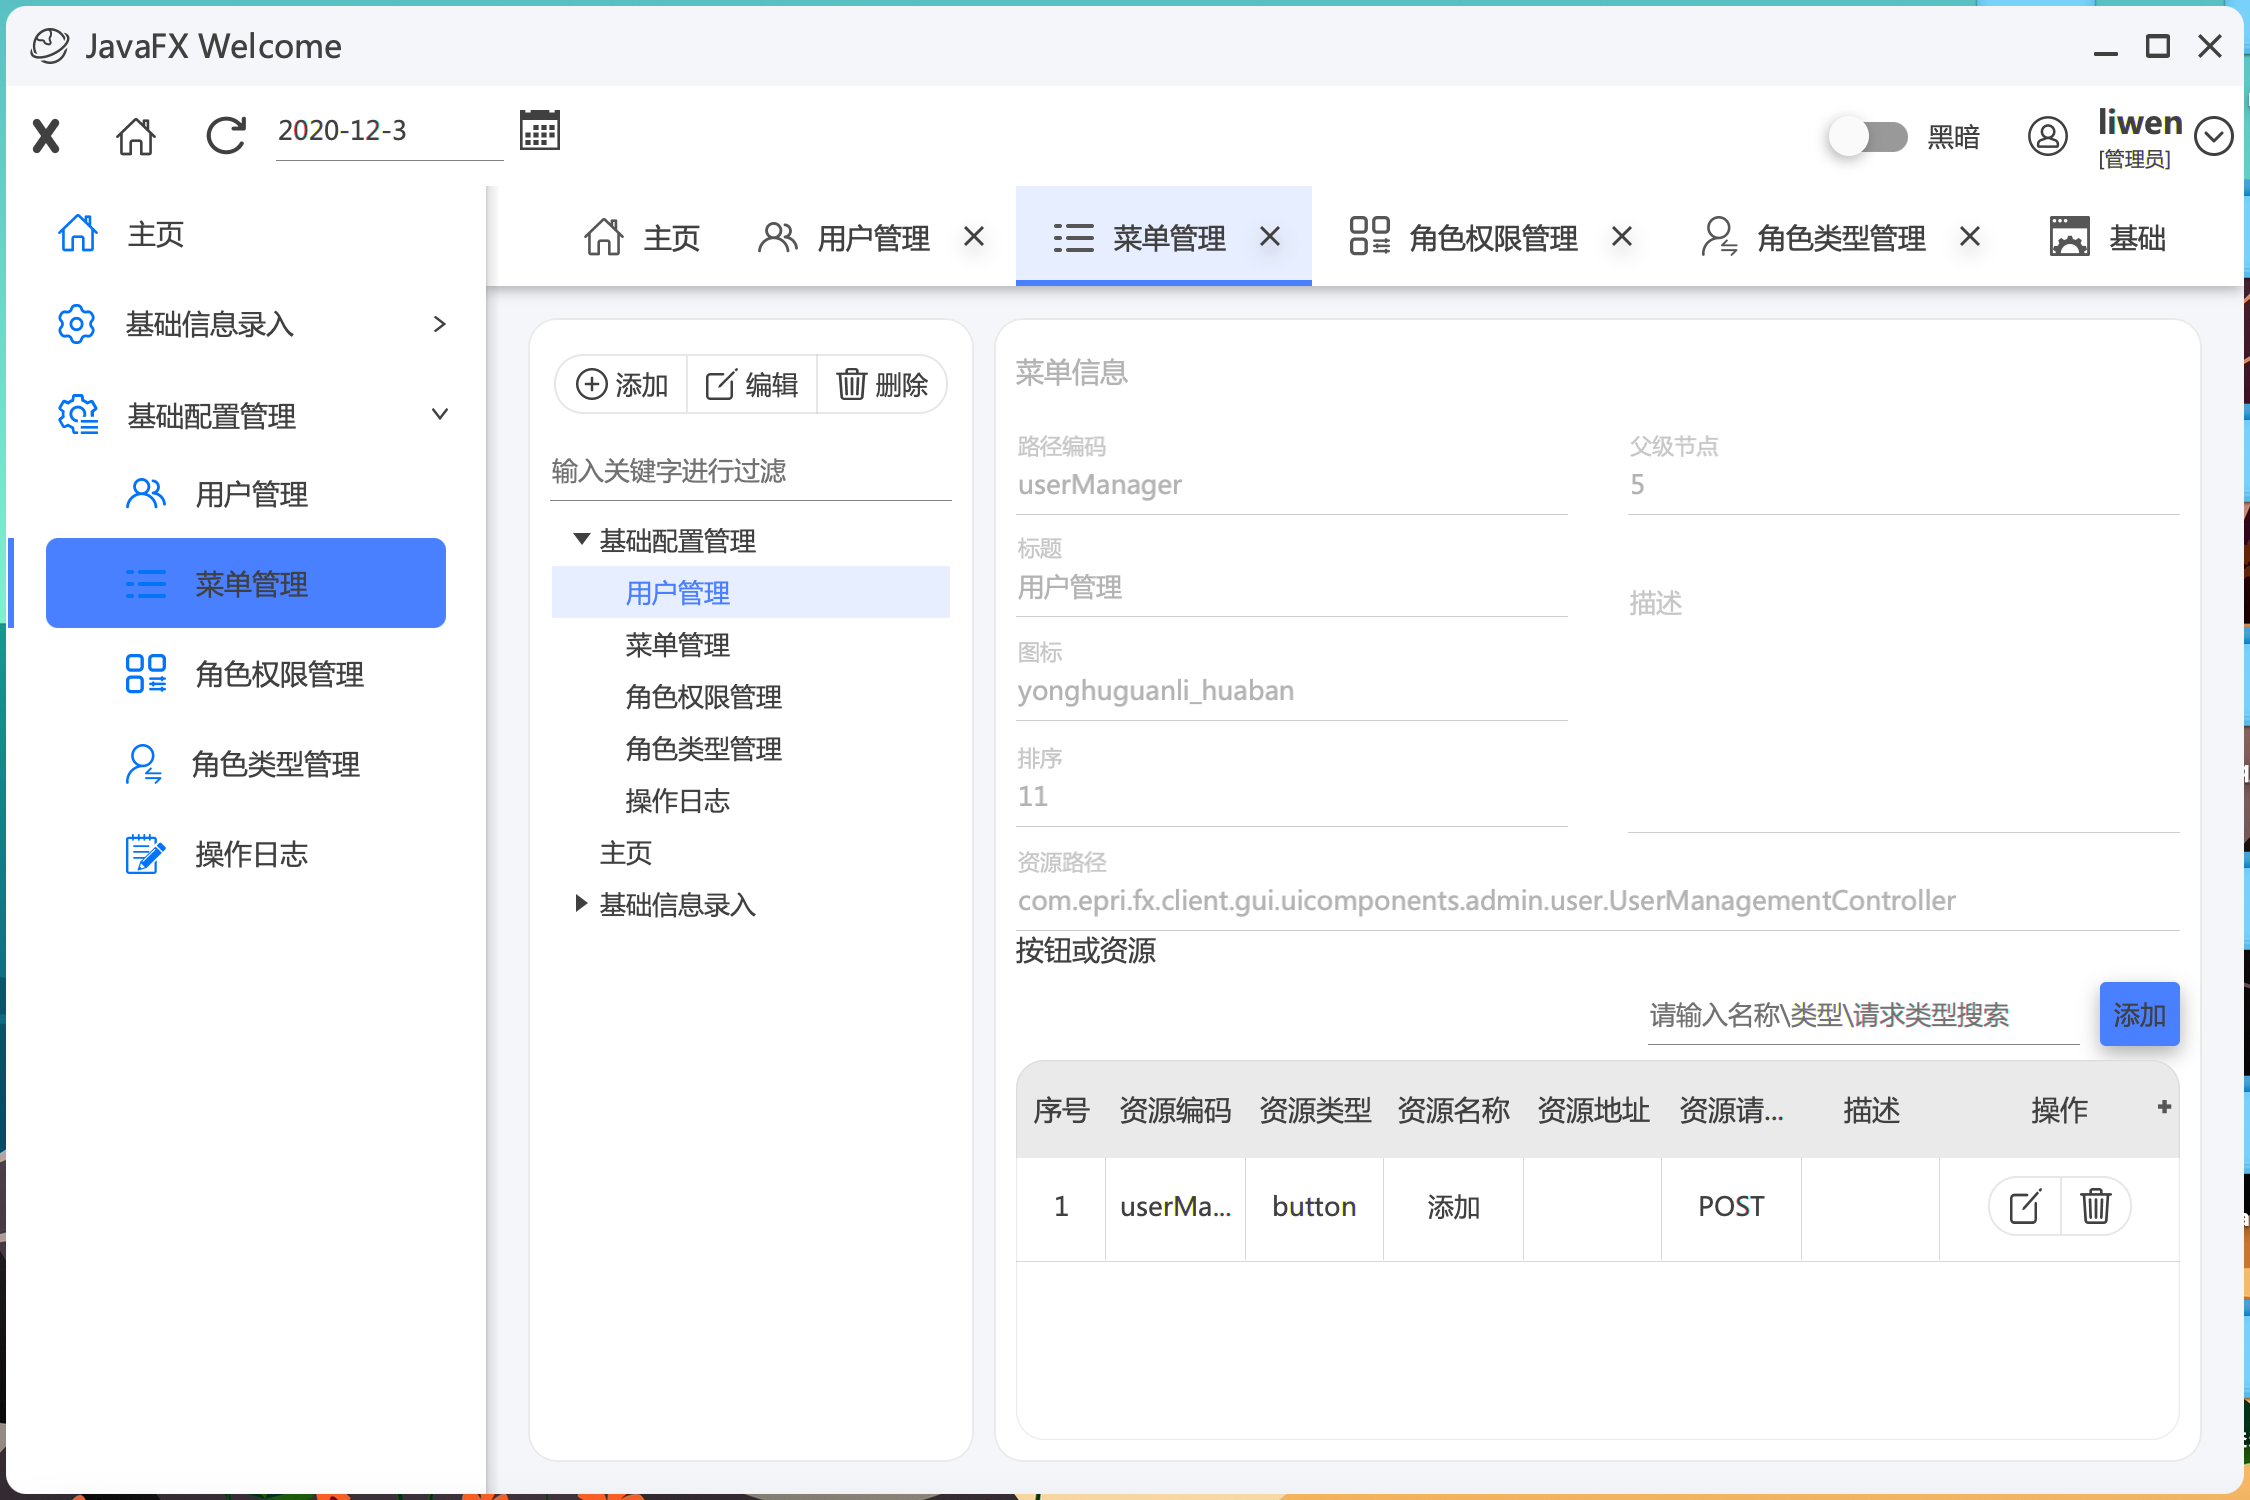 JavaFX Welcome
2020-12-3
黑暗
liwen
[管理员]
主页
基础信息录入
基础配置管理
用户管理
菜单管理
角色权限管理
角色类型管理
操作日志
主页 用户管理 菜单管理 角色权限管理 角色类型管理 基础
添加 编辑 删除
输入关键字进行过滤
基础配置管理
用户管理
菜单管理
角色权限管理
角色类型管理
操作日志
主页
基础信息录入
菜单信息
路径编码
userManager
父级节点
5
标题
用户管理
描述
图标
yonghuguanli_huaban
排序
11
资源路径
com.epri.fx.client.gui.uicomponents.admin.user.UserManagementController
按钮或资源
请输入名称\类型\请求类型搜索 添加
序号 资源编码 资源类型 资源名称 资源地址 资源请... 描述 操作
1 userMa... button 添加 POST